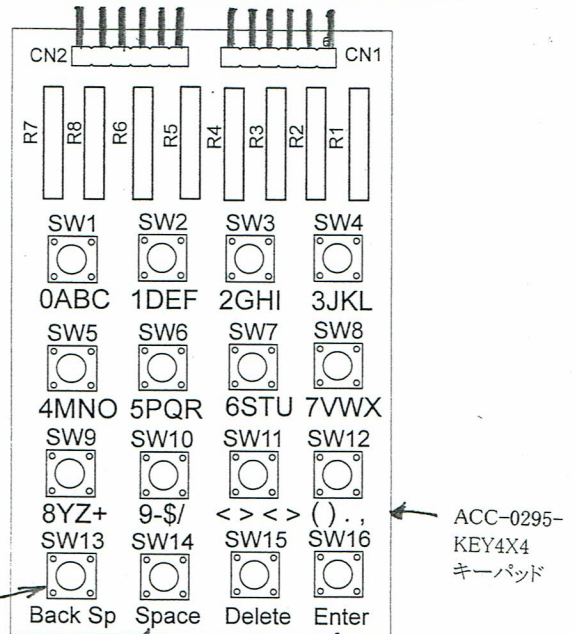 CN2 6 CN1
R7 R8 R6 R5 R4 R3 R2 R1
SW1 SW2 SW3 SW4
0ABC 1DEF 2GHI 3JKL
SW5 SW6 SW7 SW8
4MNO 5PQR 6STU 7VWX
SW9 SW10 SW11 SW12
8YZ+ 9-$/ <><> ().,
SW13 SW14 SW15 SW16
Back Sp Space Delete Enter
ACC-0295-
KEY4X4
キーパッド